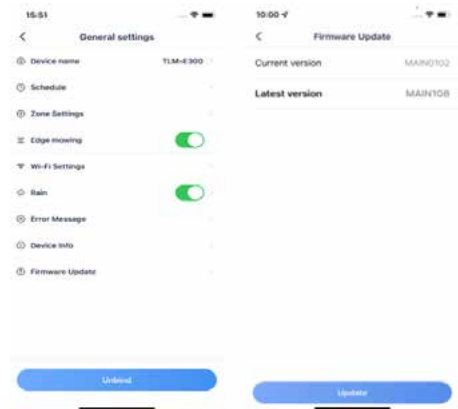 15:51
General settings
Device name TLM-E300
Schedule
Zone Settings
Edge mowing
Wi-Fi Settings
Rain
Error Message
Device Info
Firmware Update
Unbind
10:00
Firmware Update
Current version MAIN0102
Latest version MAIN108
Update